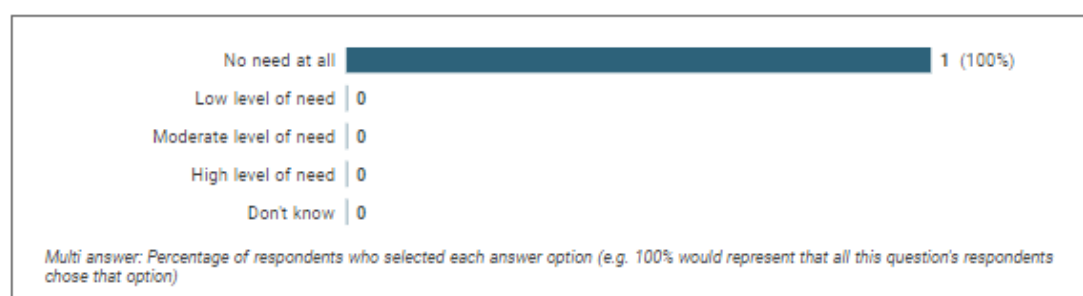 No need at all 1 (100%)
Low level of need 0
Moderate level of need 0
High level of need 0
Don't know 0
Multi answer: Percentage of respondents who selected each answer option (e.g. 100% would represent that all this question's respondents
chose that option)